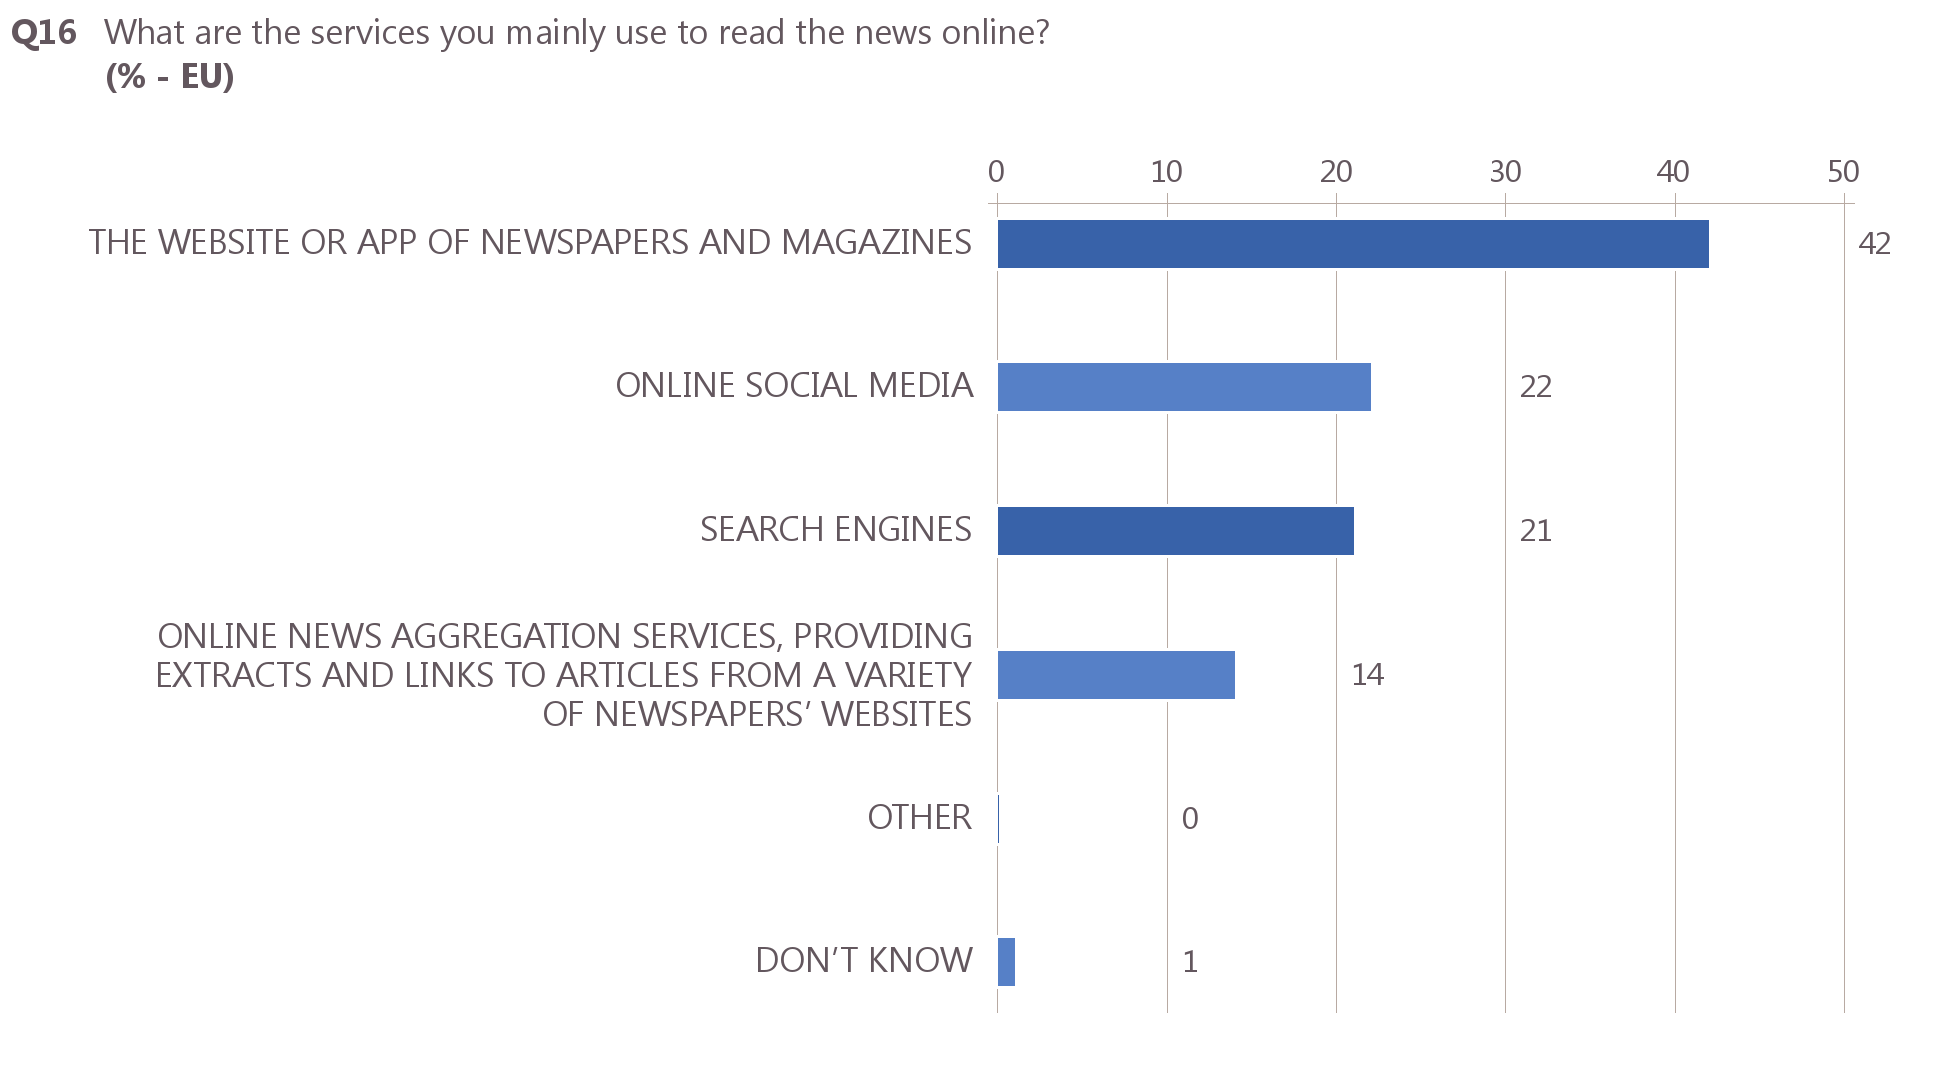 Q16 What are the services you mainly use to read the news online?
(% - EU)
0 10 20 30 40 50
THE WEBSITE OR APP OF NEWSPAPERS AND MAGAZINES 42
ONLINE SOCIAL MEDIA 22
SEARCH ENGINES 21
ONLINE NEWS AGGREGATION SERVICES, PROVIDING
EXTRACTS AND LINKS TO ARTICLES FROM A VARIETY 14
OF NEWSPAPERS’ WEBSITES
OTHER 0
DON’T KNOW 1